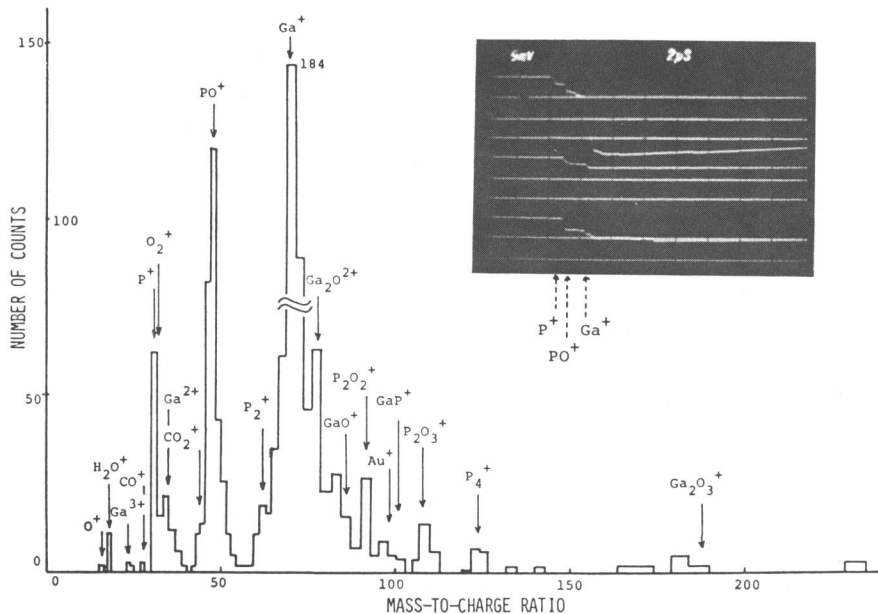 150
100
50
0
NUMBER OF COUNTS
O⁺
H₂O⁺
Ga³⁺
CO⁺
P⁺
O₂⁺
Ga²⁺
CO₂⁺
PO⁺
P₂⁺
Ga⁺
184
Ga₂O²⁺
GaO⁺
P₂O₂⁺
Au⁺
GaP⁺
P₂O₃⁺
P₄⁺
Ga₂O₃⁺
0 50 100 150 200
MASS-TO-CHARGE RATIO
5mV 2µS
P⁺
PO⁺
Ga⁺